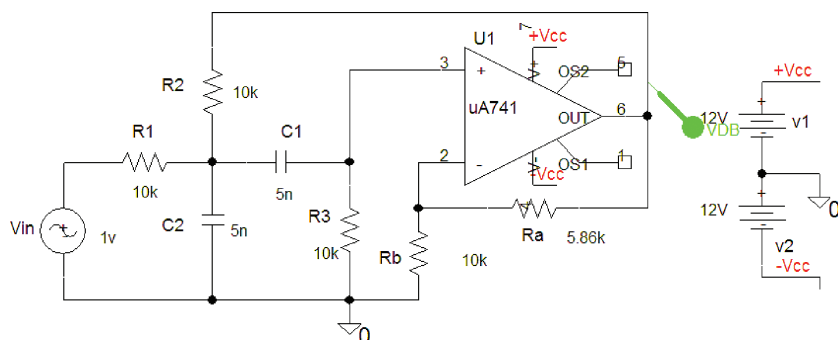 U1
7
+Vcc
3
+
OS2
5
+Vcc
R2
10k
uA741
6
OUT
12V
v1
VDB
R1
C1
2
-
-Vcc
OS1
1
10k
5n
0
R3
Ra
5.86k
12V
Vin
1v
C2
5n
10k
Rb
10k
v2
-Vcc
0